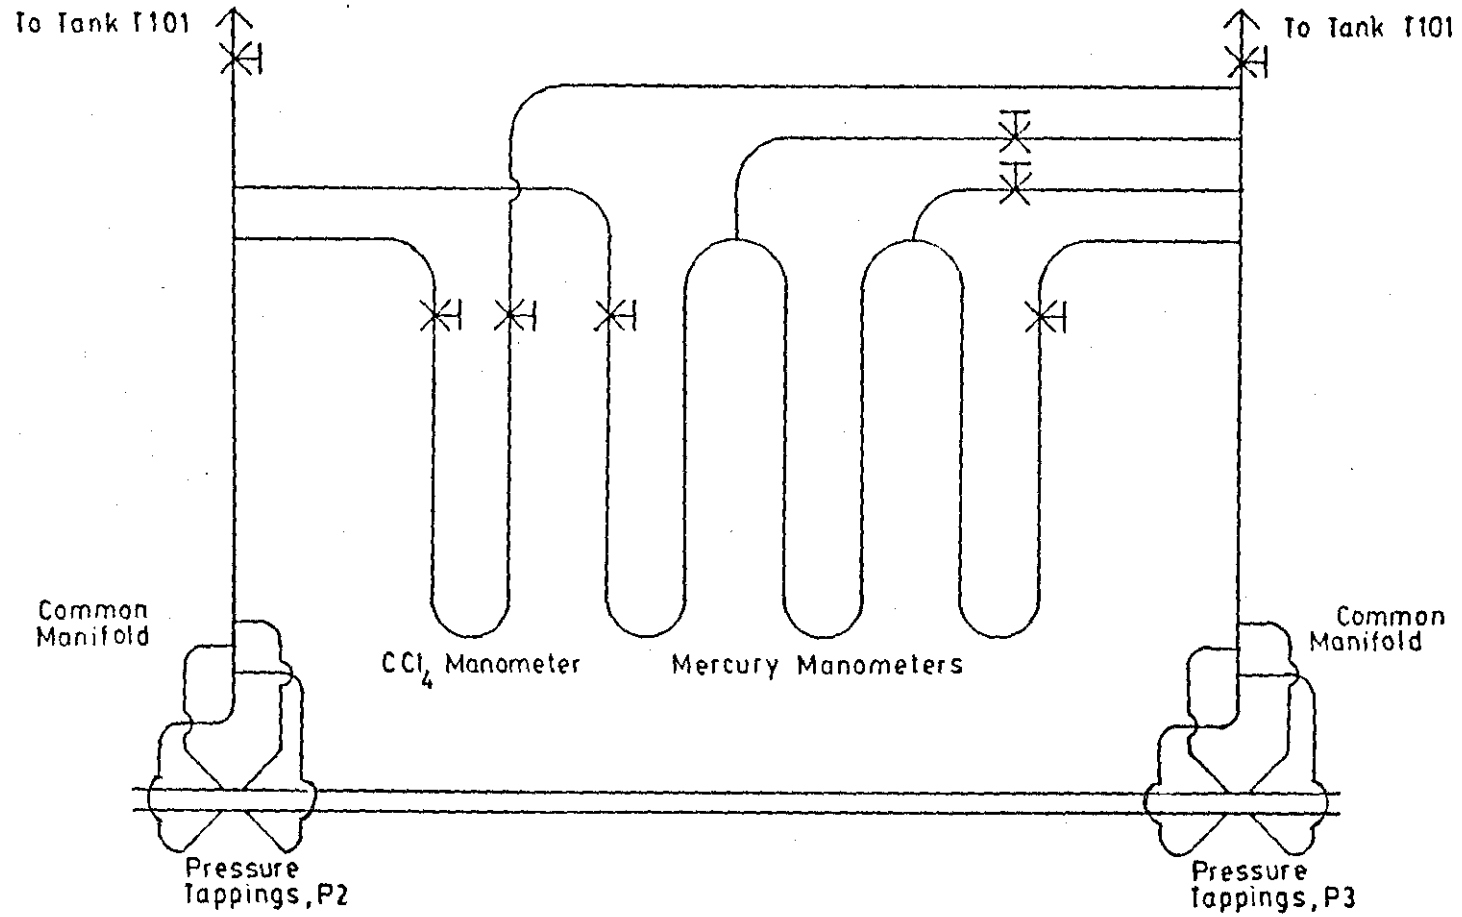 To Tank T101
To Tank T101
Common
Manifold
Common
Manifold
CCl₄ Manometer
Mercury Manometers
Pressure
Tappings, P2
Pressure
Tappings, P3